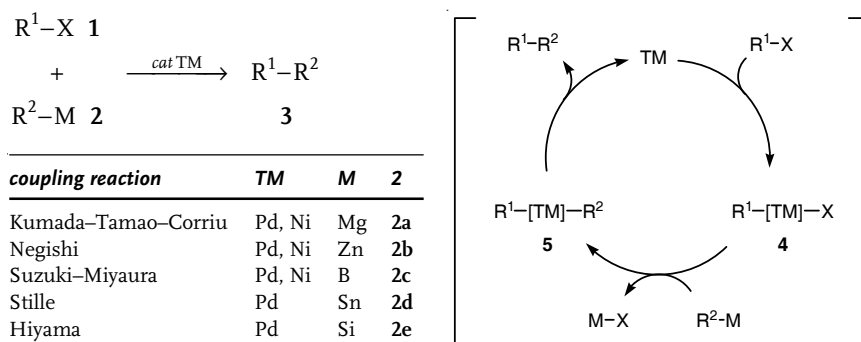 R¹–X 1
+
cat TM
R¹–R²
R²–M 2
3
coupling reaction TM M 2
Kumada–Tamao–Corriu Pd, Ni Mg 2a
Negishi Pd, Ni Zn 2b
Suzuki–Miyaura Pd, Ni B 2c
Stille Pd Sn 2d
Hiyama Pd Si 2e
R¹–R²
TM
R¹–X
R¹–[TM]–R²
5
R¹–[TM]–X
4
M–X
R²-M